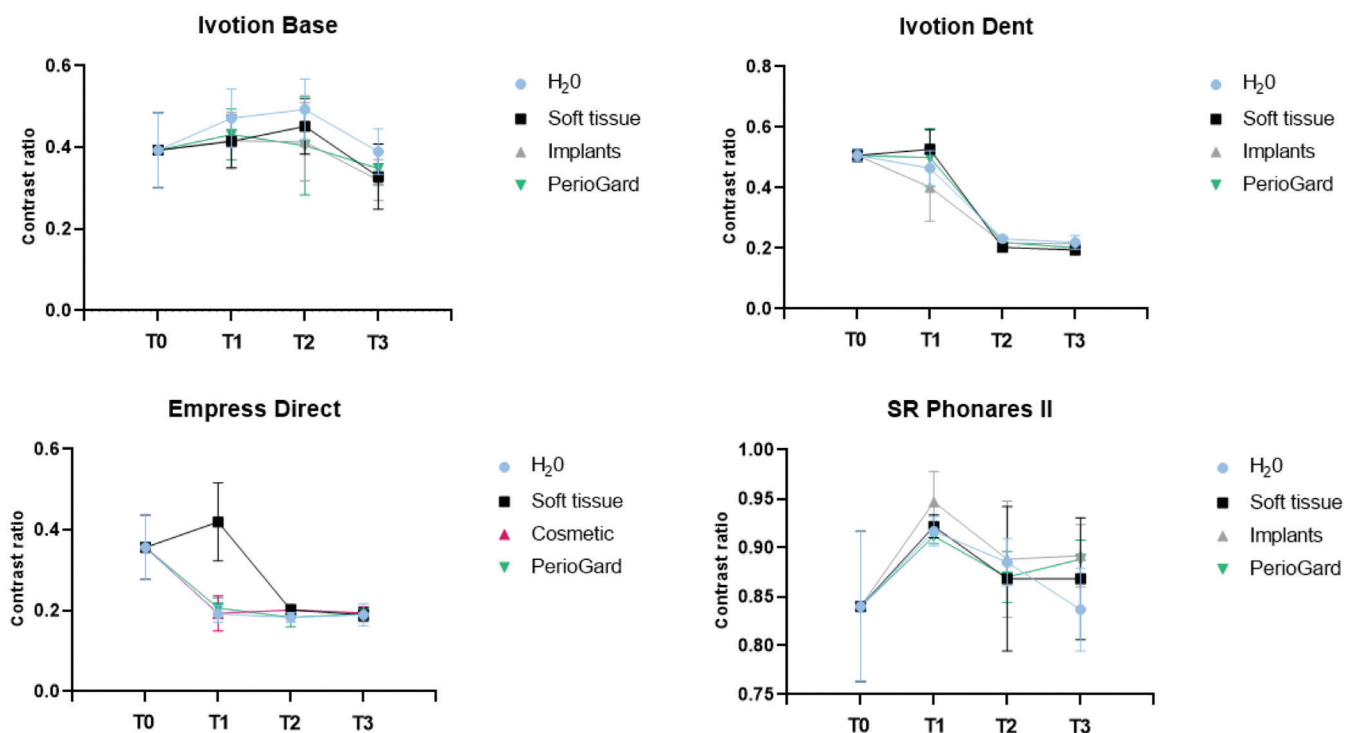 Ivotion Base
Contrast ratio
0.6
0.4
0.2
0.0
T0 T1 T2 T3
H₂0
Soft tissue
Implants
PerioGard
Ivotion Dent
Contrast ratio
0.8
0.6
0.4
0.2
0.0
T0 T1 T2 T3
H₂0
Soft tissue
Implants
PerioGard
Empress Direct
Contrast ratio
0.6
0.4
0.2
0.0
T0 T1 T2 T3
H₂0
Soft tissue
Cosmetic
PerioGard
SR Phonares II
Contrast ratio
1.00
0.95
0.90
0.85
0.80
0.75
T0 T1 T2 T3
H₂0
Soft tissue
Implants
PerioGard